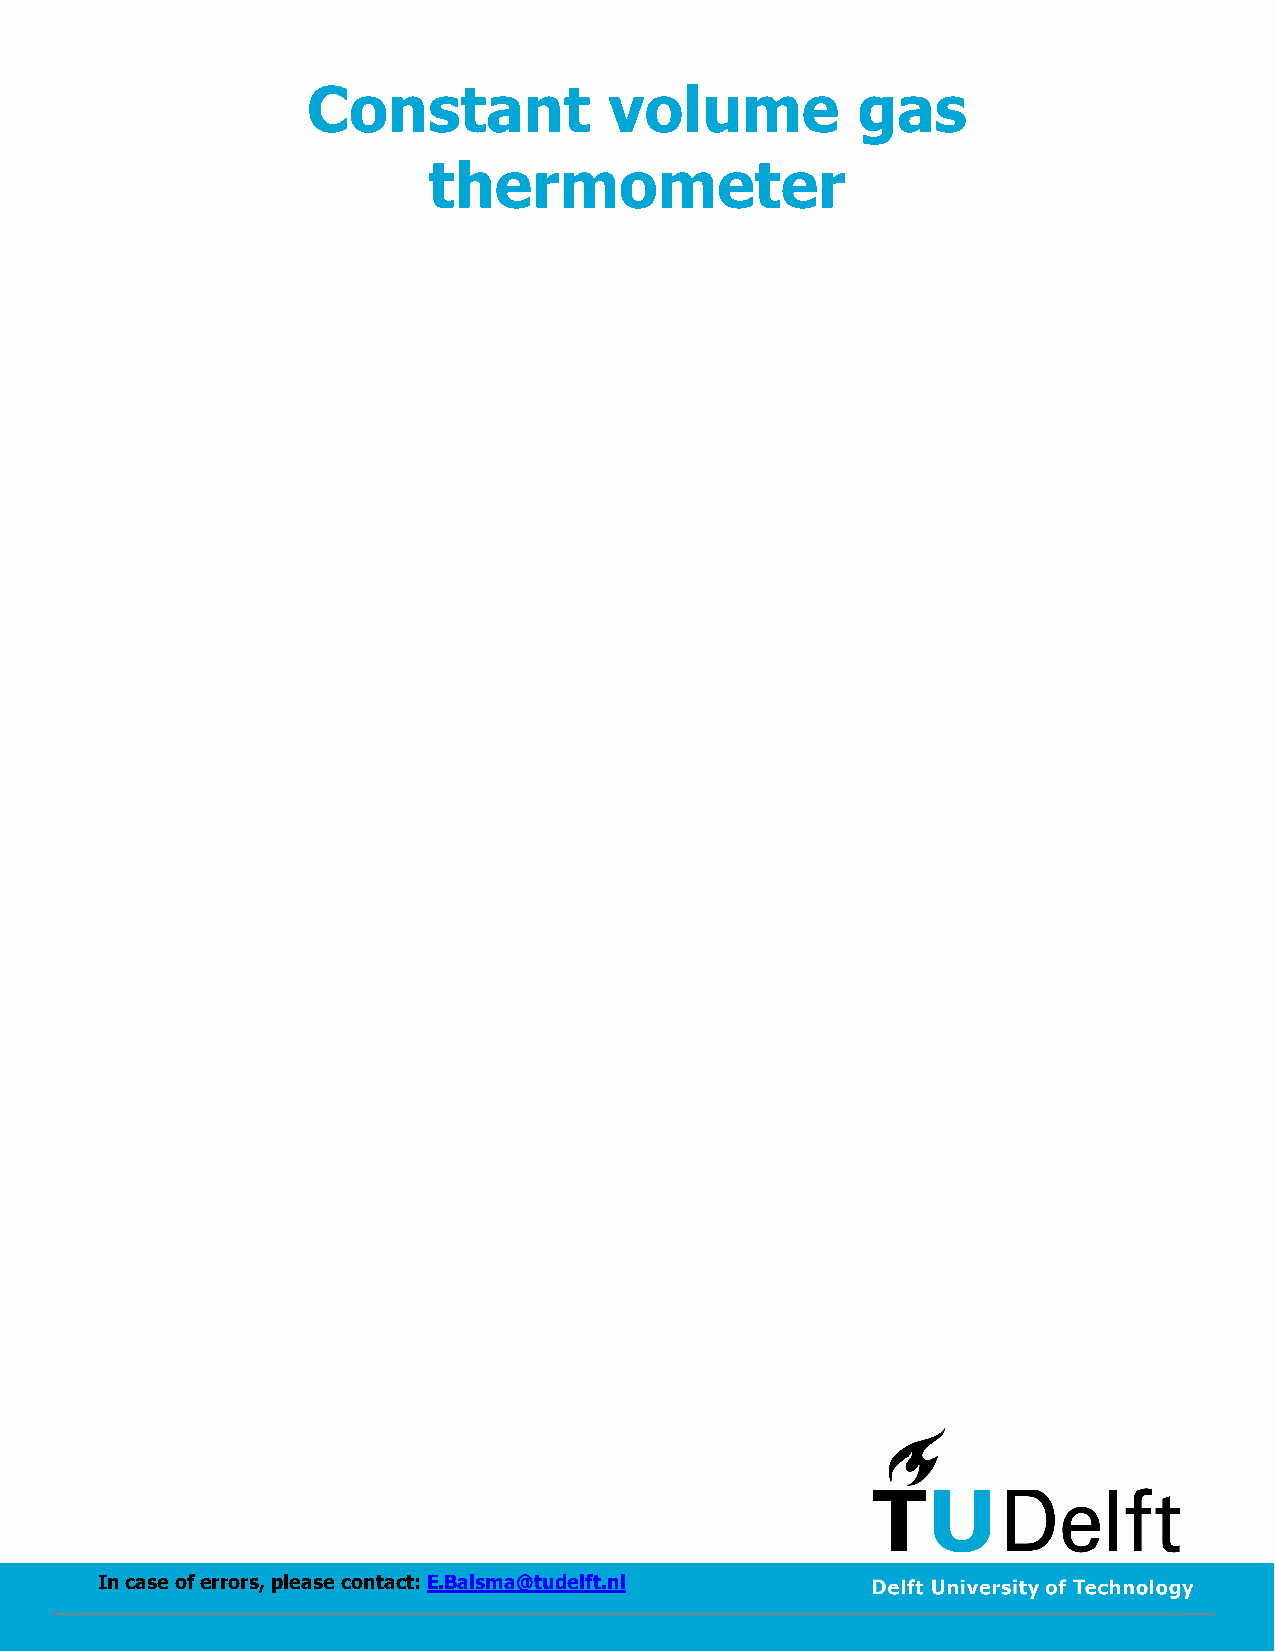 Constant volume gas
thermometer
TUDelft
In case of errors, please contact: E.Balsma@tudelft.nl
Delft University of Technology